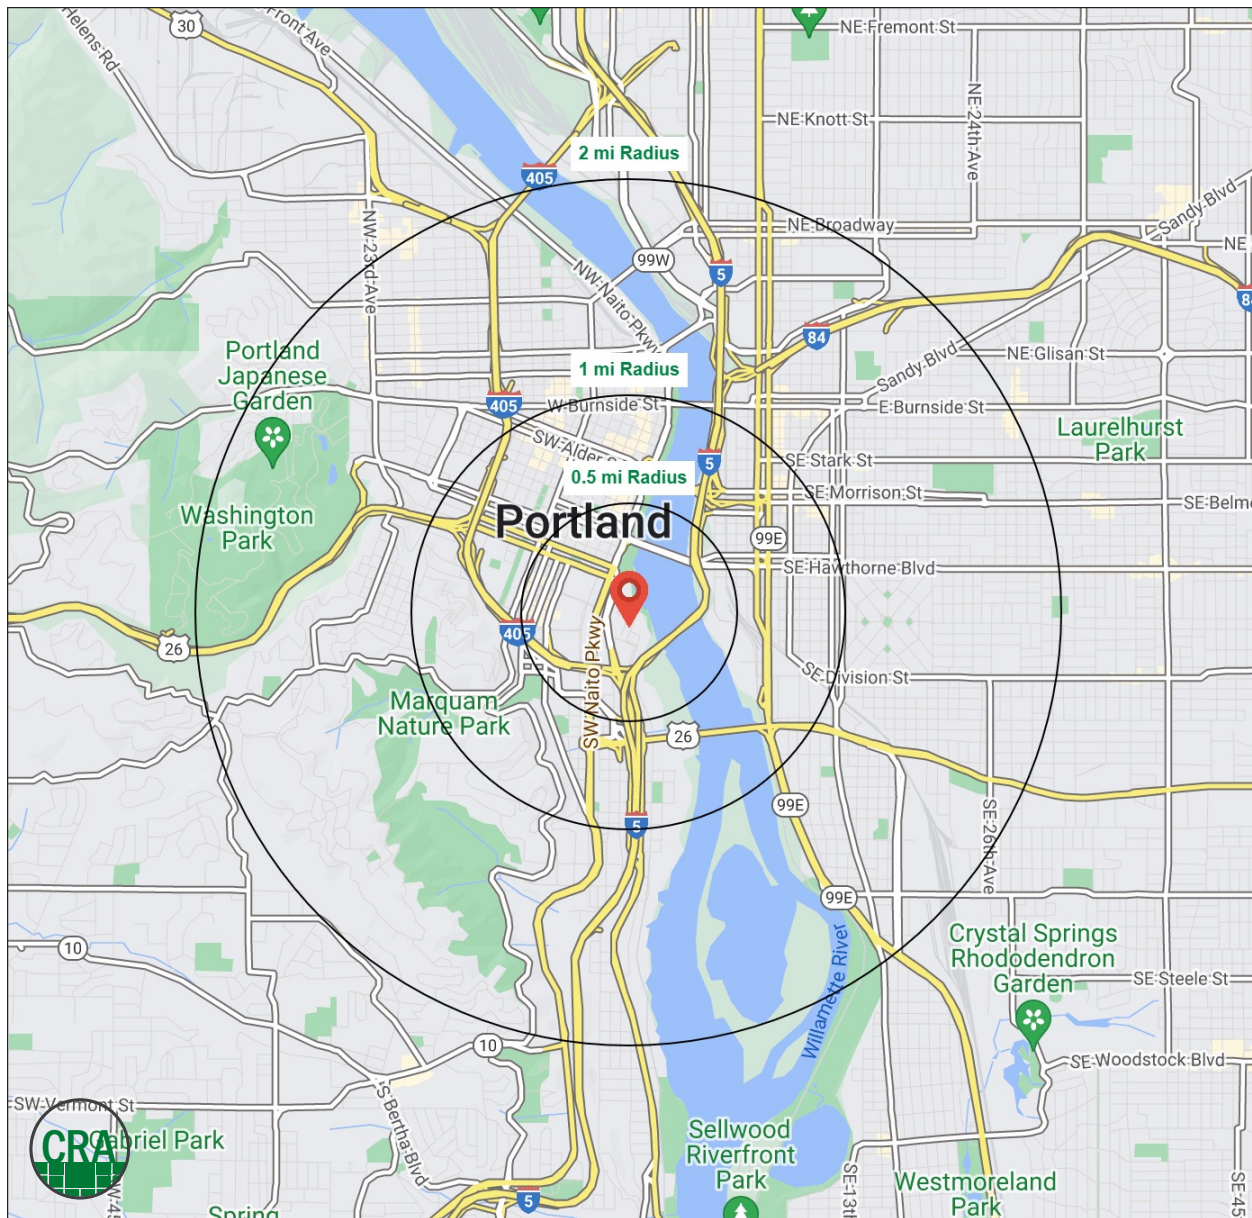 30
Helens Rd
Front Ave
NE Fremont St
NE Knott St
NE 24th Ave
2 mi Radius
405
NW 23rd Ave
NE Broadway
Sandy Blvd
NE
99W
5
NW Naito Pkwy
84
84
Portland
Japanese
Garden
1 mi Radius
NE Glisan St
Sandy Blvd
405
W Burnside St
E Burnside St
Laurelhurst
Park
SW Alder
5
SE Stark St
0.5 mi Radius
SE Morrison St
SE Belm
Washington
Park
Portland
99E
SE Hawthorne Blvd
26
405
SW Naito Pkwy
SE Division St
Marquam
Nature Park
26
99E
5
SE 26th Ave
99E
10
Willamette River
Crystal Springs
Rhododendron
Garden
SE Steele St
10
SE Woodstock Blvd
SW Vermont St
S Bertha Blvd
CRA
Gabriel Park
Sellwood
Riverfront
Park
SE 13th
Westmoreland
Park
SE 45
W 45
5
Spring